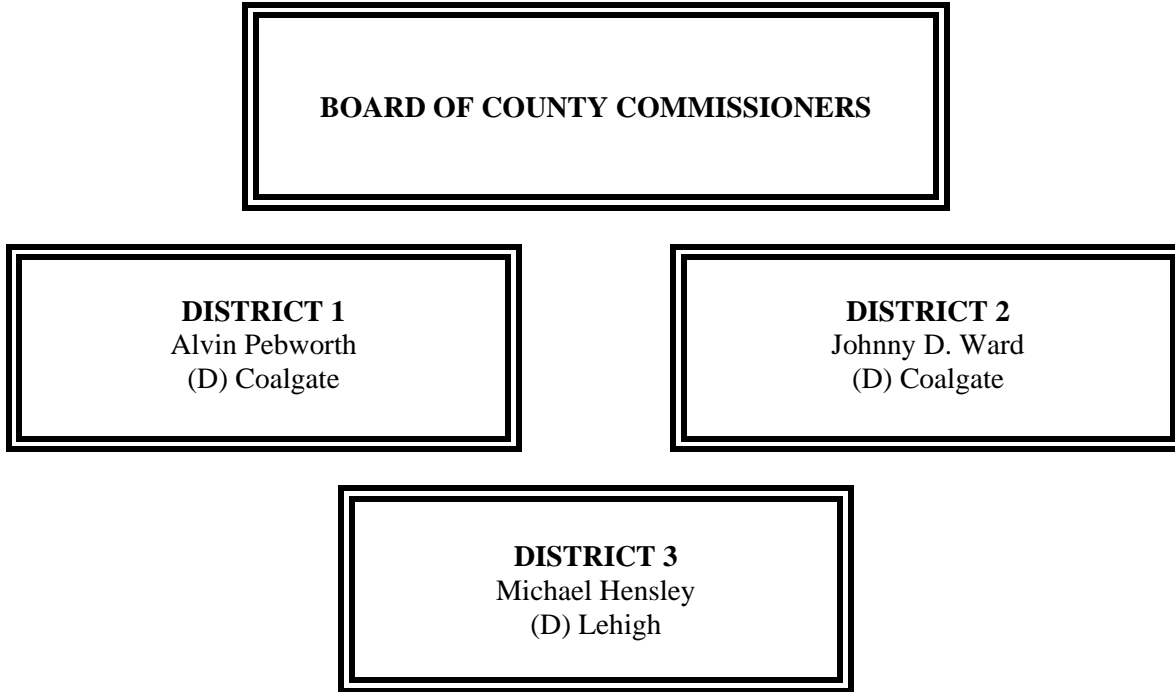 BOARD OF COUNTY COMMISSIONERS
DISTRICT 1
Alvin Pebworth
(D) Coalgate
DISTRICT 2
Johnny D. Ward
(D) Coalgate
DISTRICT 3
Michael Hensley
(D) Lehigh